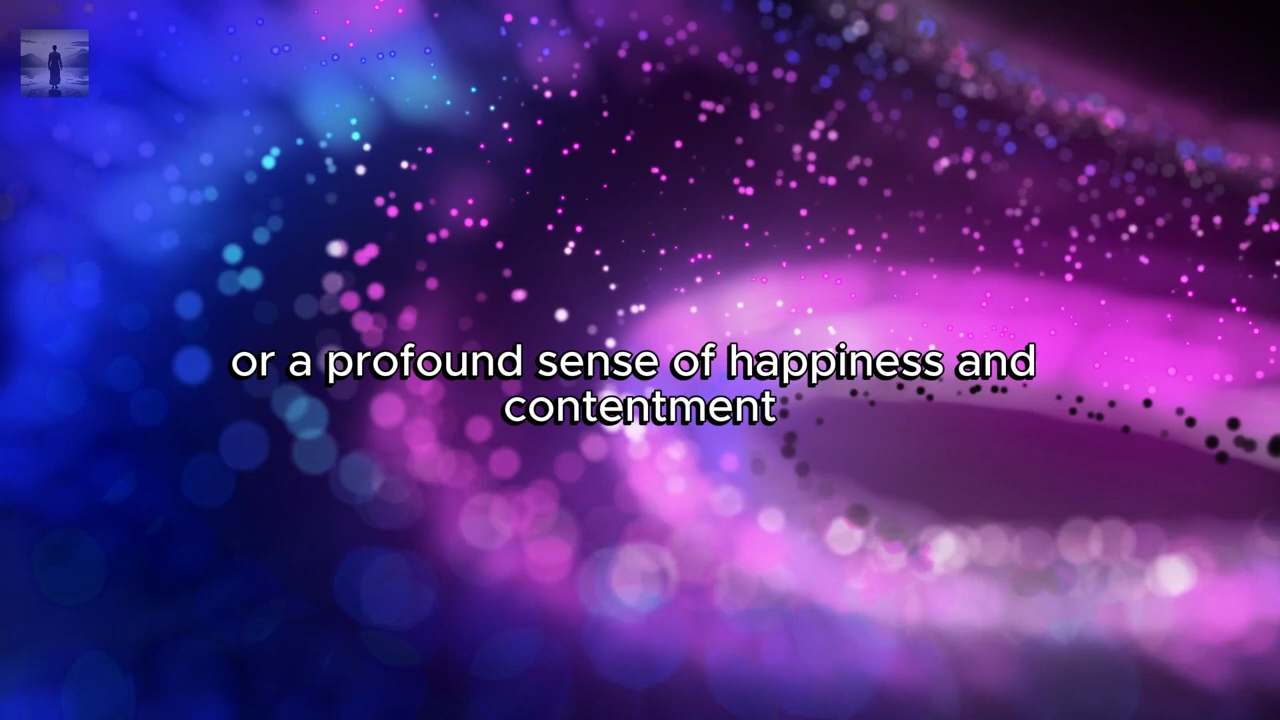 or a profound sense of happiness and
contentment